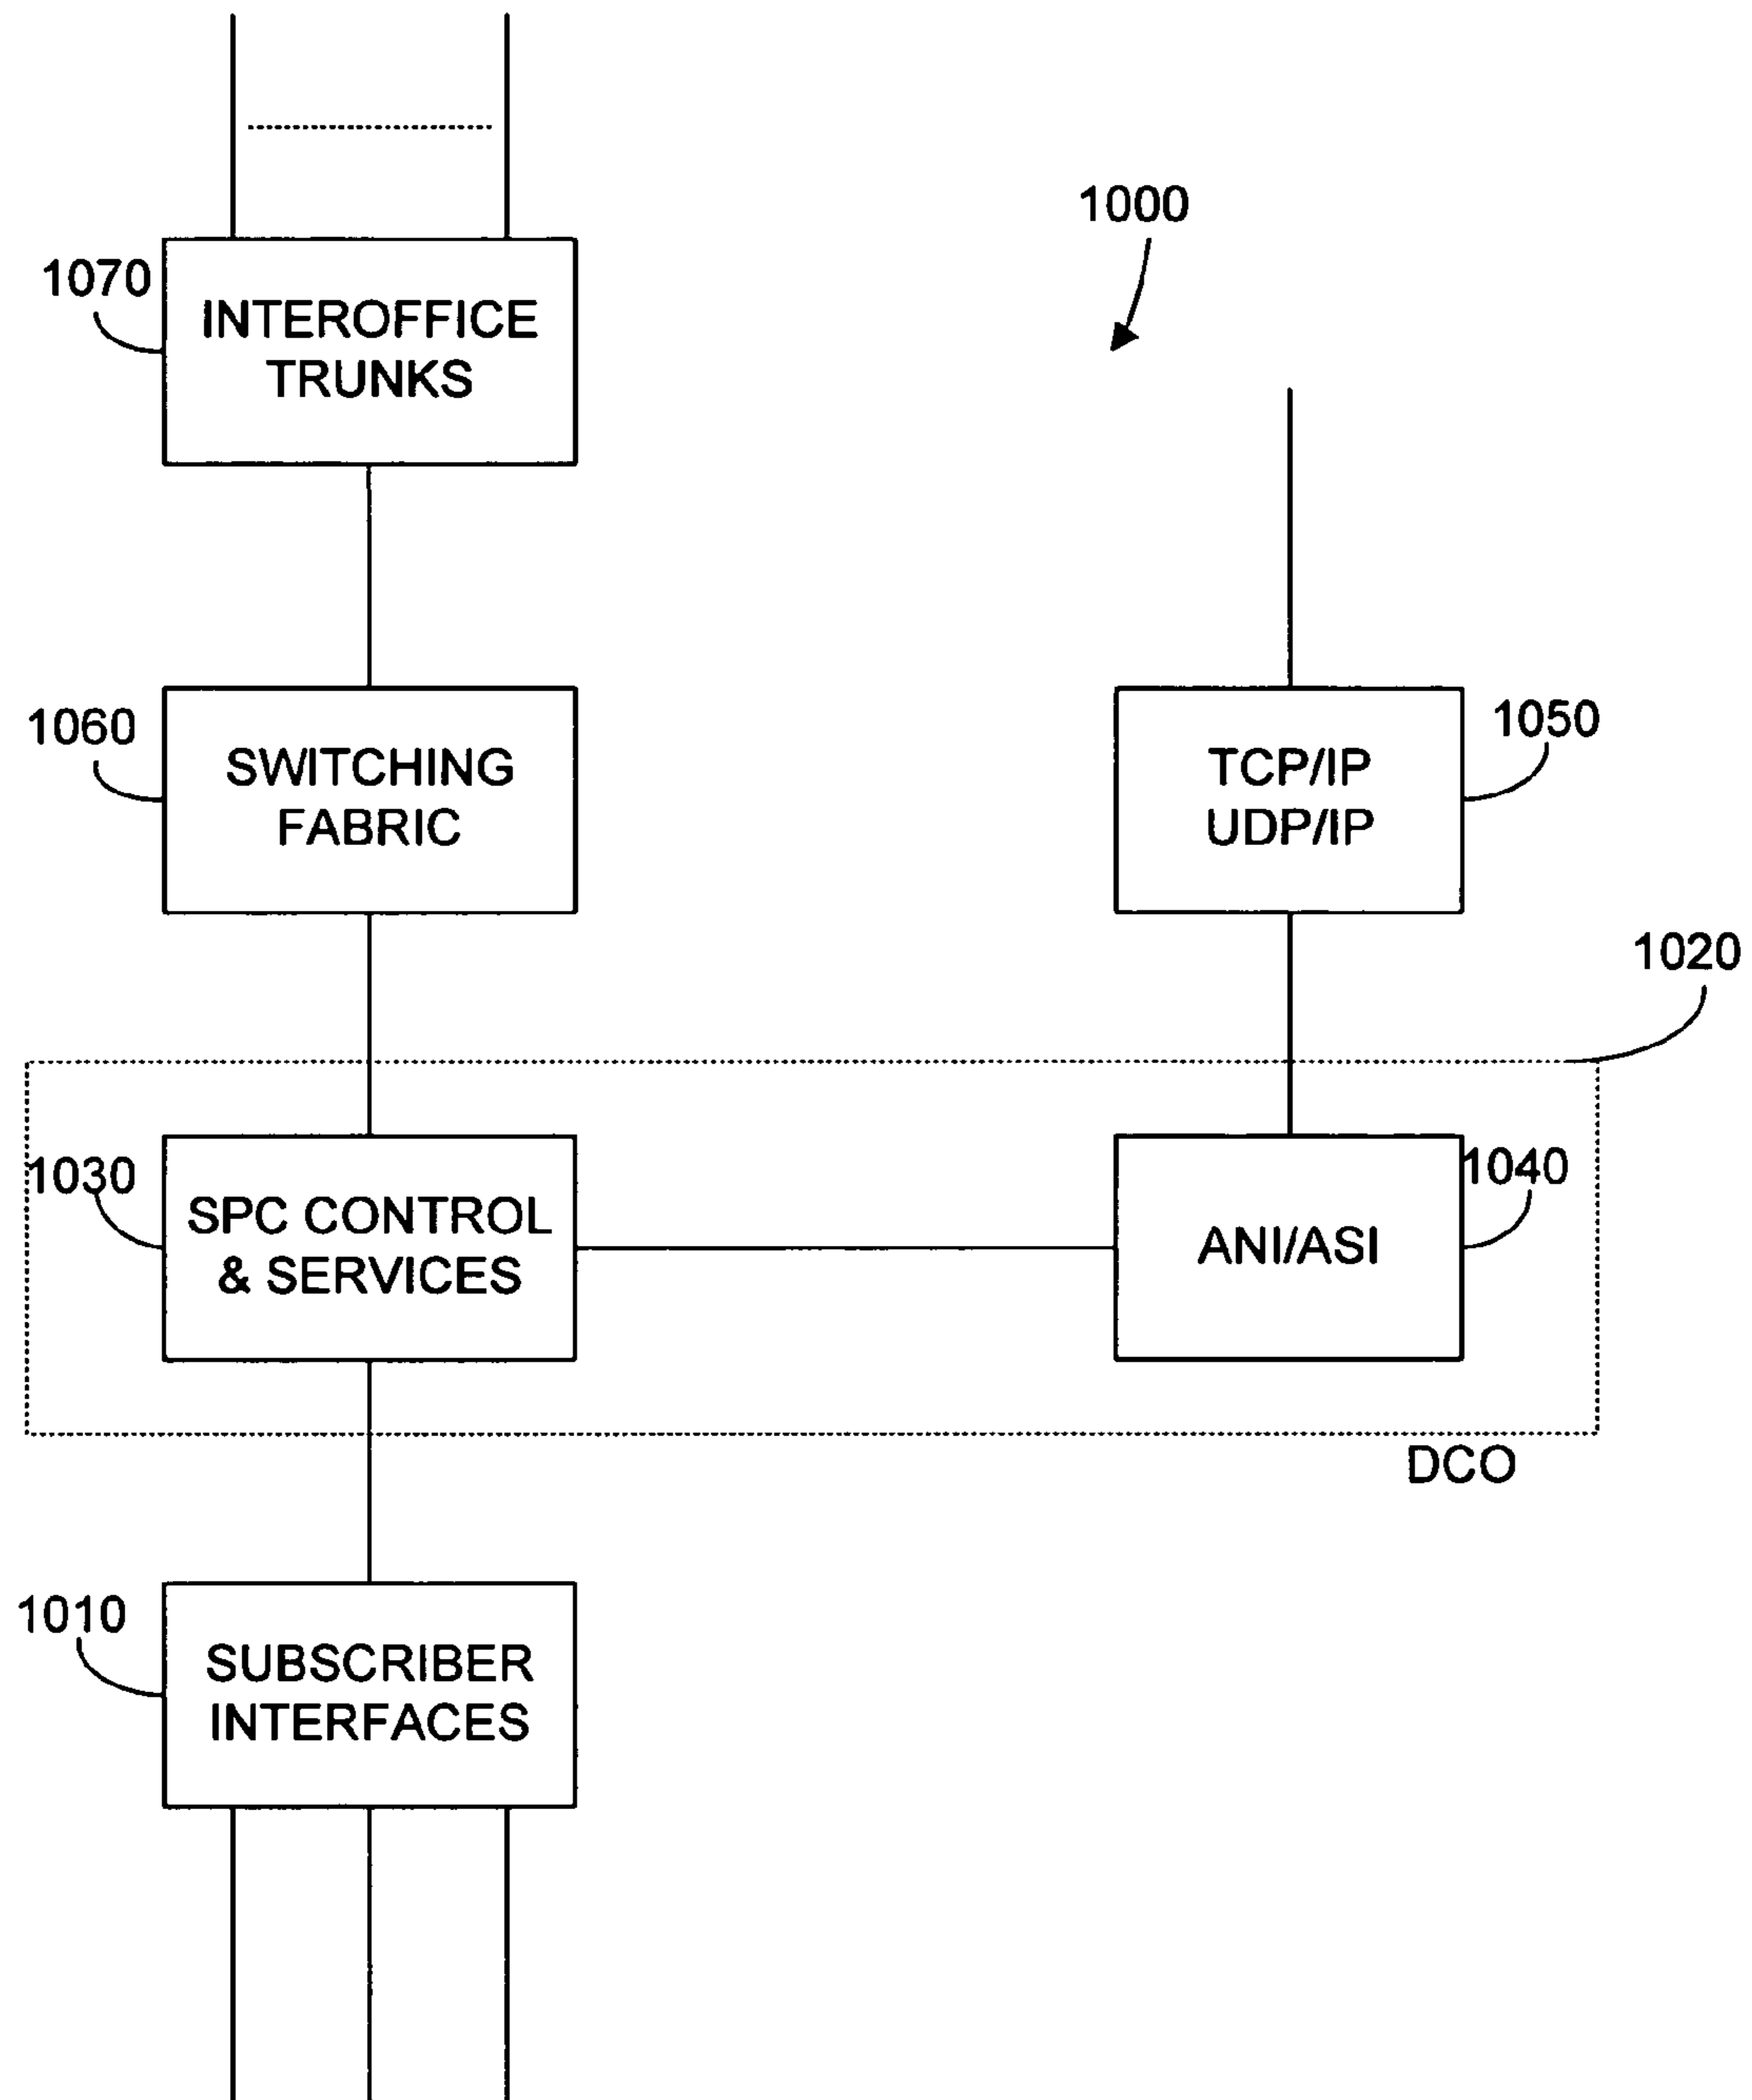 1000
1070
INTEROFFICE
TRUNKS
1060
SWITCHING
FABRIC
1050
TCP/IP
UDP/IP
1020
1030
SPC CONTROL
& SERVICES
1040
ANI/ASI
DCO
1010
SUBSCRIBER
INTERFACES